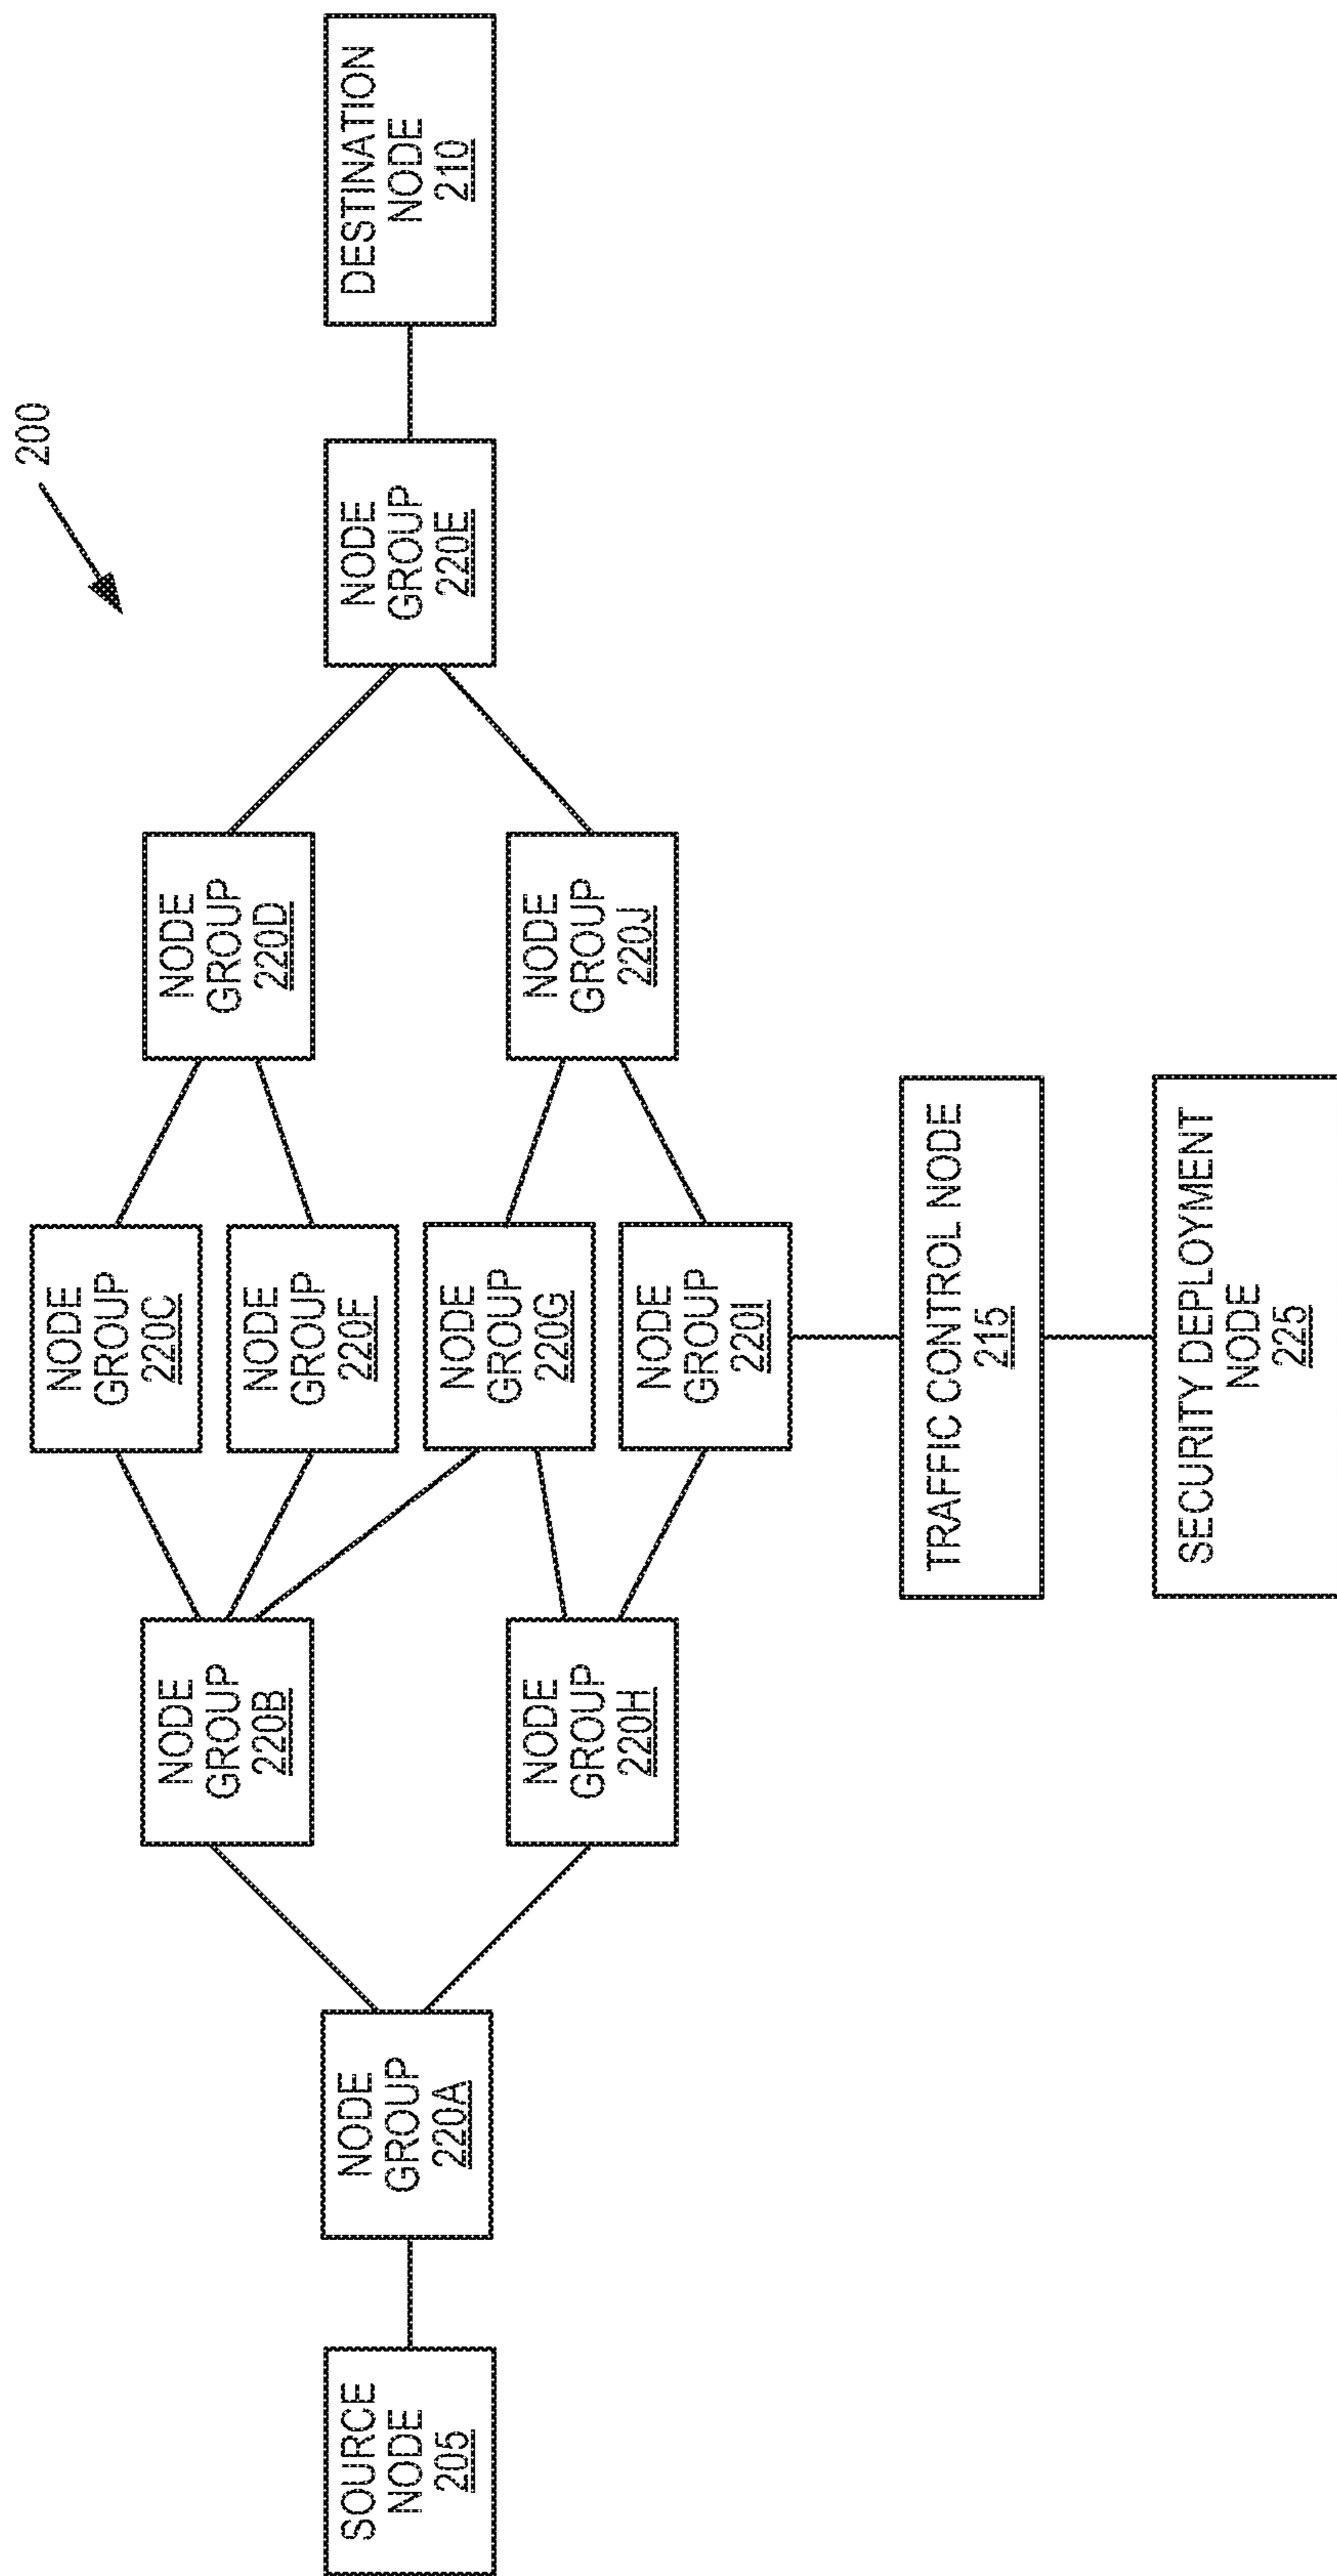 200
SOURCE
NODE
205
NODE
GROUP
220A
NODE
GROUP
220B
NODE
GROUP
220H
NODE
GROUP
220C
NODE
GROUP
220F
NODE
GROUP
220G
NODE
GROUP
220I
NODE
GROUP
220D
NODE
GROUP
220J
NODE
GROUP
220E
DESTINATION
NODE
210
TRAFFIC CONTROL NODE
215
SECURITY DEPLOYMENT
NODE
225